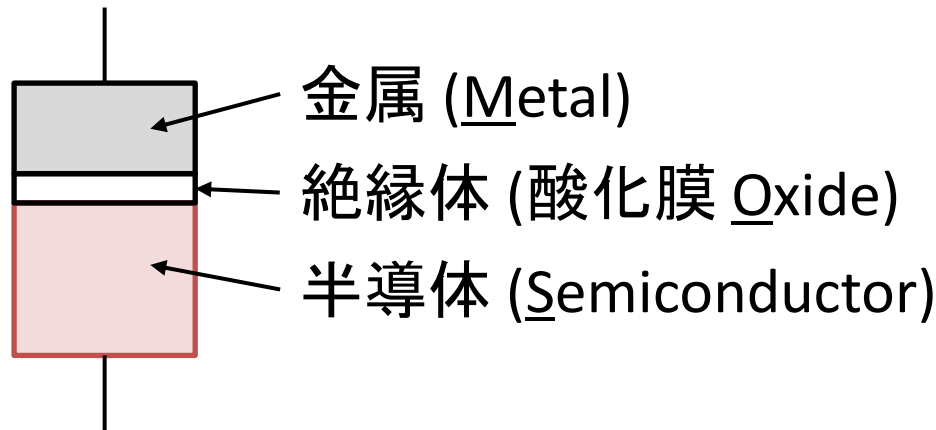 金属 (Metal)
絶縁体 (酸化膜 Oxide)
半導体 (Semiconductor)